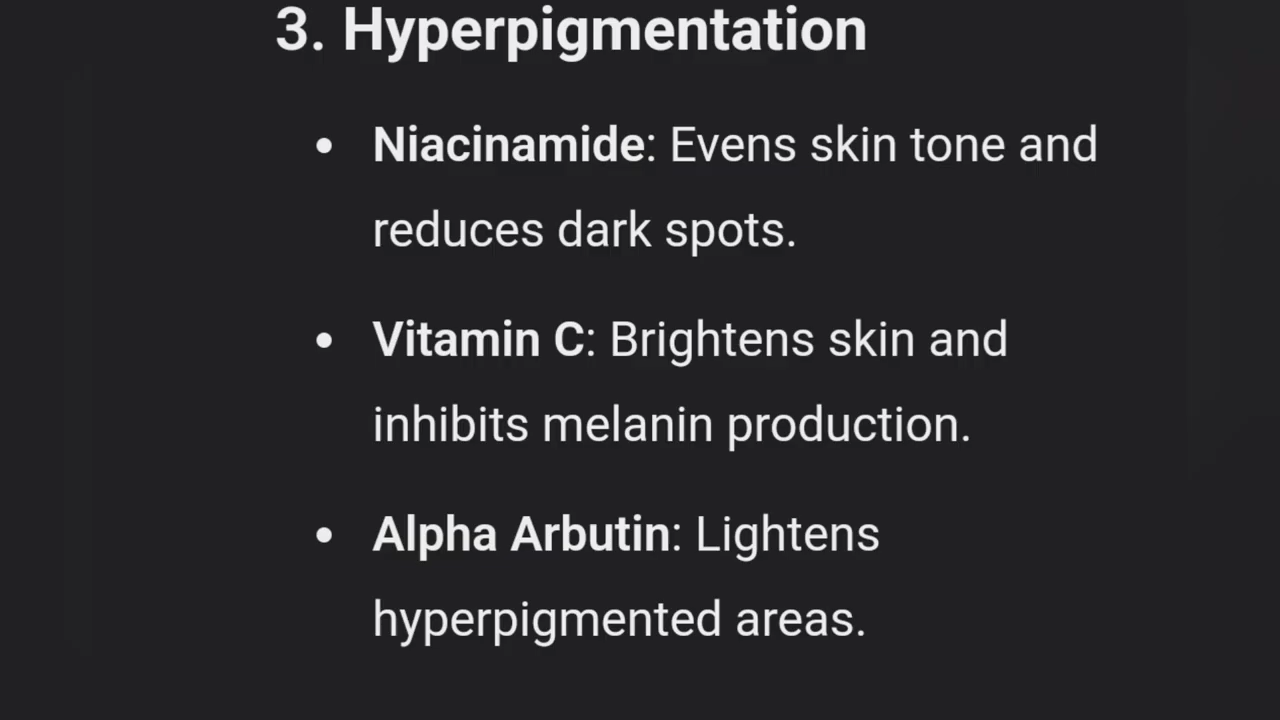 3. Hyperpigmentation
• Niacinamide: Evens skin tone and
reduces dark spots.
• Vitamin C: Brightens skin and
inhibits melanin production.
• Alpha Arbutin: Lightens
hyperpigmented areas.